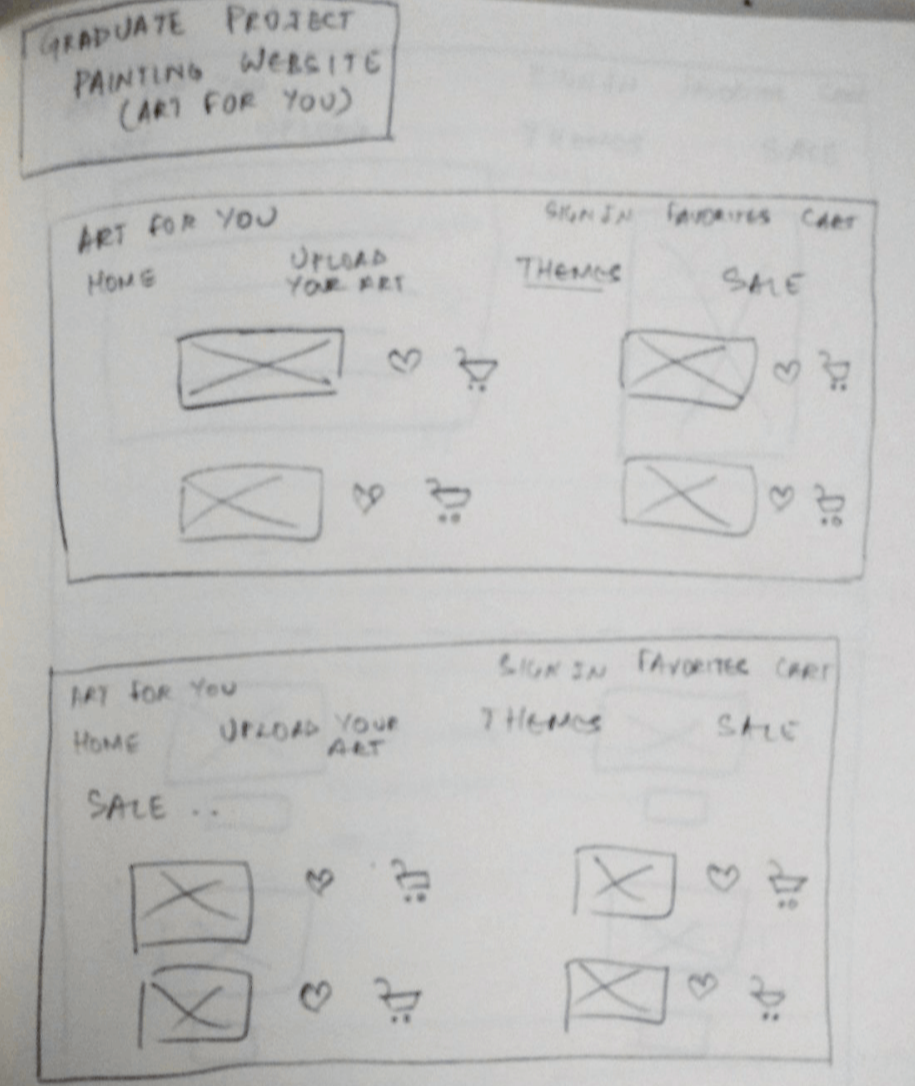 GRADUATE PROJECT
PAINTING WEBSITE
(ART FOR YOU)
ART FOR YOU SIGN IN FAVORITES CART
HOME UPLOAD YOUR ART THEMES SALE
ART FOR YOU SIGN IN FAVORITES CART
HOME UPLOAD YOUR ART THEMES SALE
SALE ..